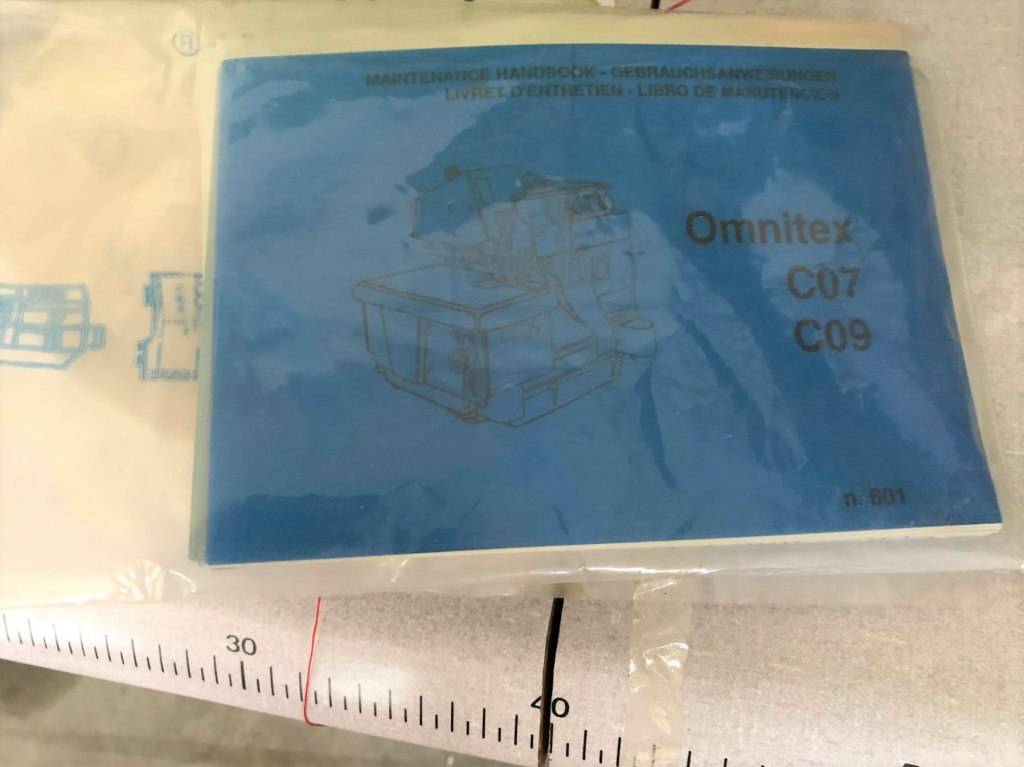 ®
MAINTENANCE HANDBOOK - GEBRAUCHSANWEISUNGEN
LIVRET D'ENTRETIEN - LIBRO DE MANUTENCION
Omnitex
C07
C09
n. 601
30
40